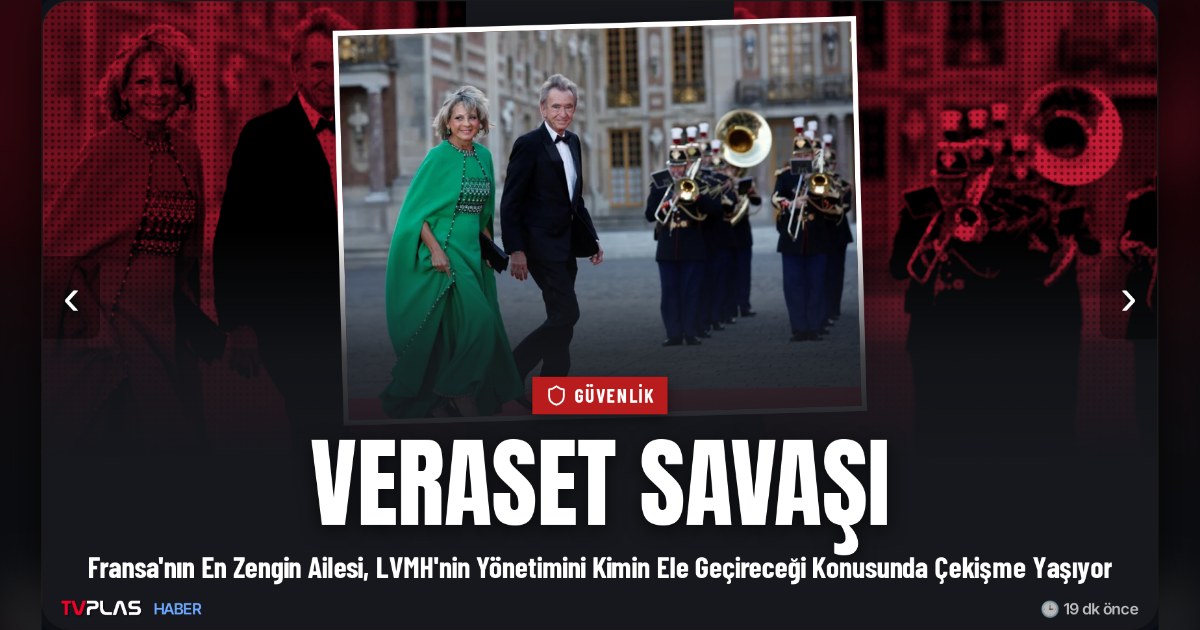 GÜVENLİK
VERASET SAVAŞI
Fransa'nın En Zengin Ailesi, LVMH'nin Yönetimini Kimin Ele Geçireceği Konusunda Çekişme Yaşıyor
TVPLAS HABER
19 dk önce